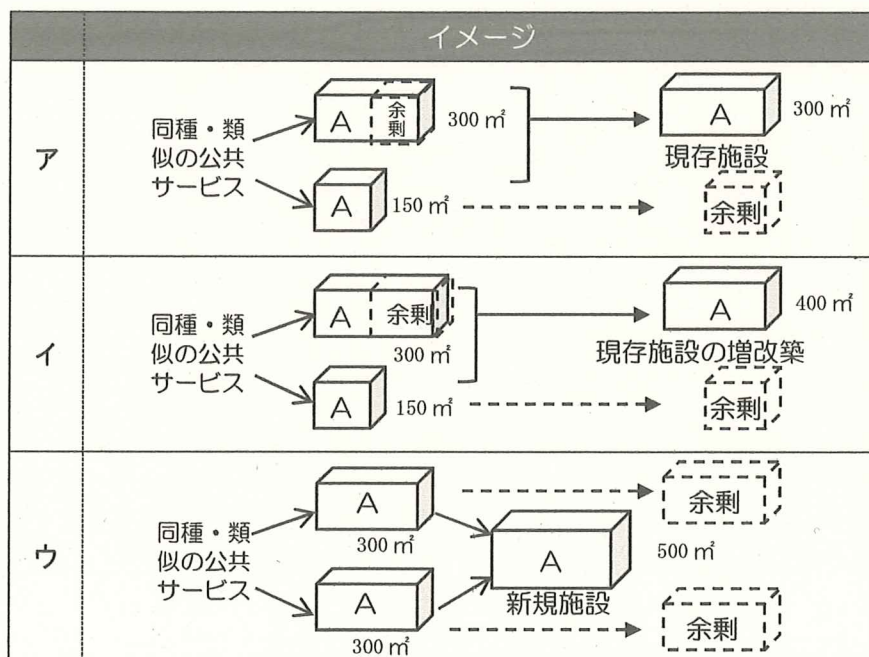 イメージ
ア
同種・類
似の公共
サービス
A
余剰
300 ㎡
A
150 ㎡
A
300 ㎡
現存施設
余剰
イ
同種・類
似の公共
サービス
A
余剰
300 ㎡
A
150 ㎡
A
400 ㎡
現存施設の増改築
余剰
ウ
同種・類
似の公共
サービス
A
300 ㎡
A
300 ㎡
A
新規施設
余剰
500 ㎡
余剰